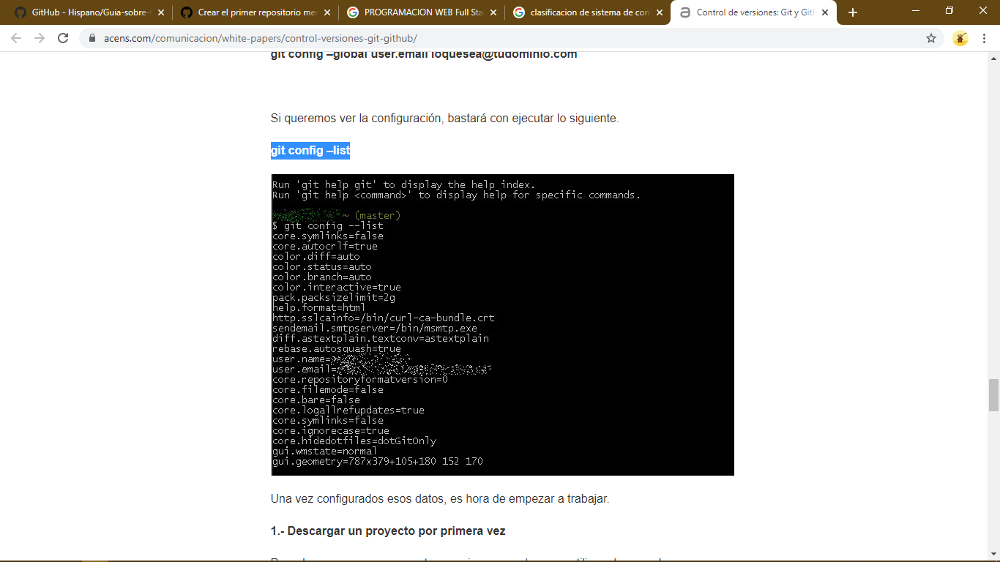 GitHub - Hispano/Guia-sobre-
Crear el primer repositorio me
PROGRAMACION WEB Full Sta
clasificacion de sistema de con
Control de versiones: Git y GitH
acens.com/comunicacion/white-papers/control-versiones-git-github/
git config –global user.email loquesea@tudominio.com
Si queremos ver la configuración, bastará con ejecutar lo siguiente.
git config –list
Run 'git help git' to display the help index.
Run 'git help <command>' to display help for specific commands.
~ (master)
$ git config --list
core.symlinks=false
core.autocrlf=true
color.diff=auto
color.status=auto
color.branch=auto
color.interactive=true
pack.packsizelimit=2g
help.format=html
http.sslcainfo=/bin/curl-ca-bundle.crt
sendemail.smtpserver=/bin/msmtp.exe
diff.astextplain.textconv=astextplain
rebase.autosquash=true
user.name=
user.email=
core.repositoryformatversion=0
core.filemode=false
core.bare=false
core.logallrefupdates=true
core.symlinks=false
core.ignorecase=true
core.hidedotfiles=dotGitOnly
gui.wmstate=normal
gui.geometry=787x379+105+180 152 170
Una vez configurados esos datos, es hora de empezar a trabajar.
1.- Descargar un proyecto por primera vez